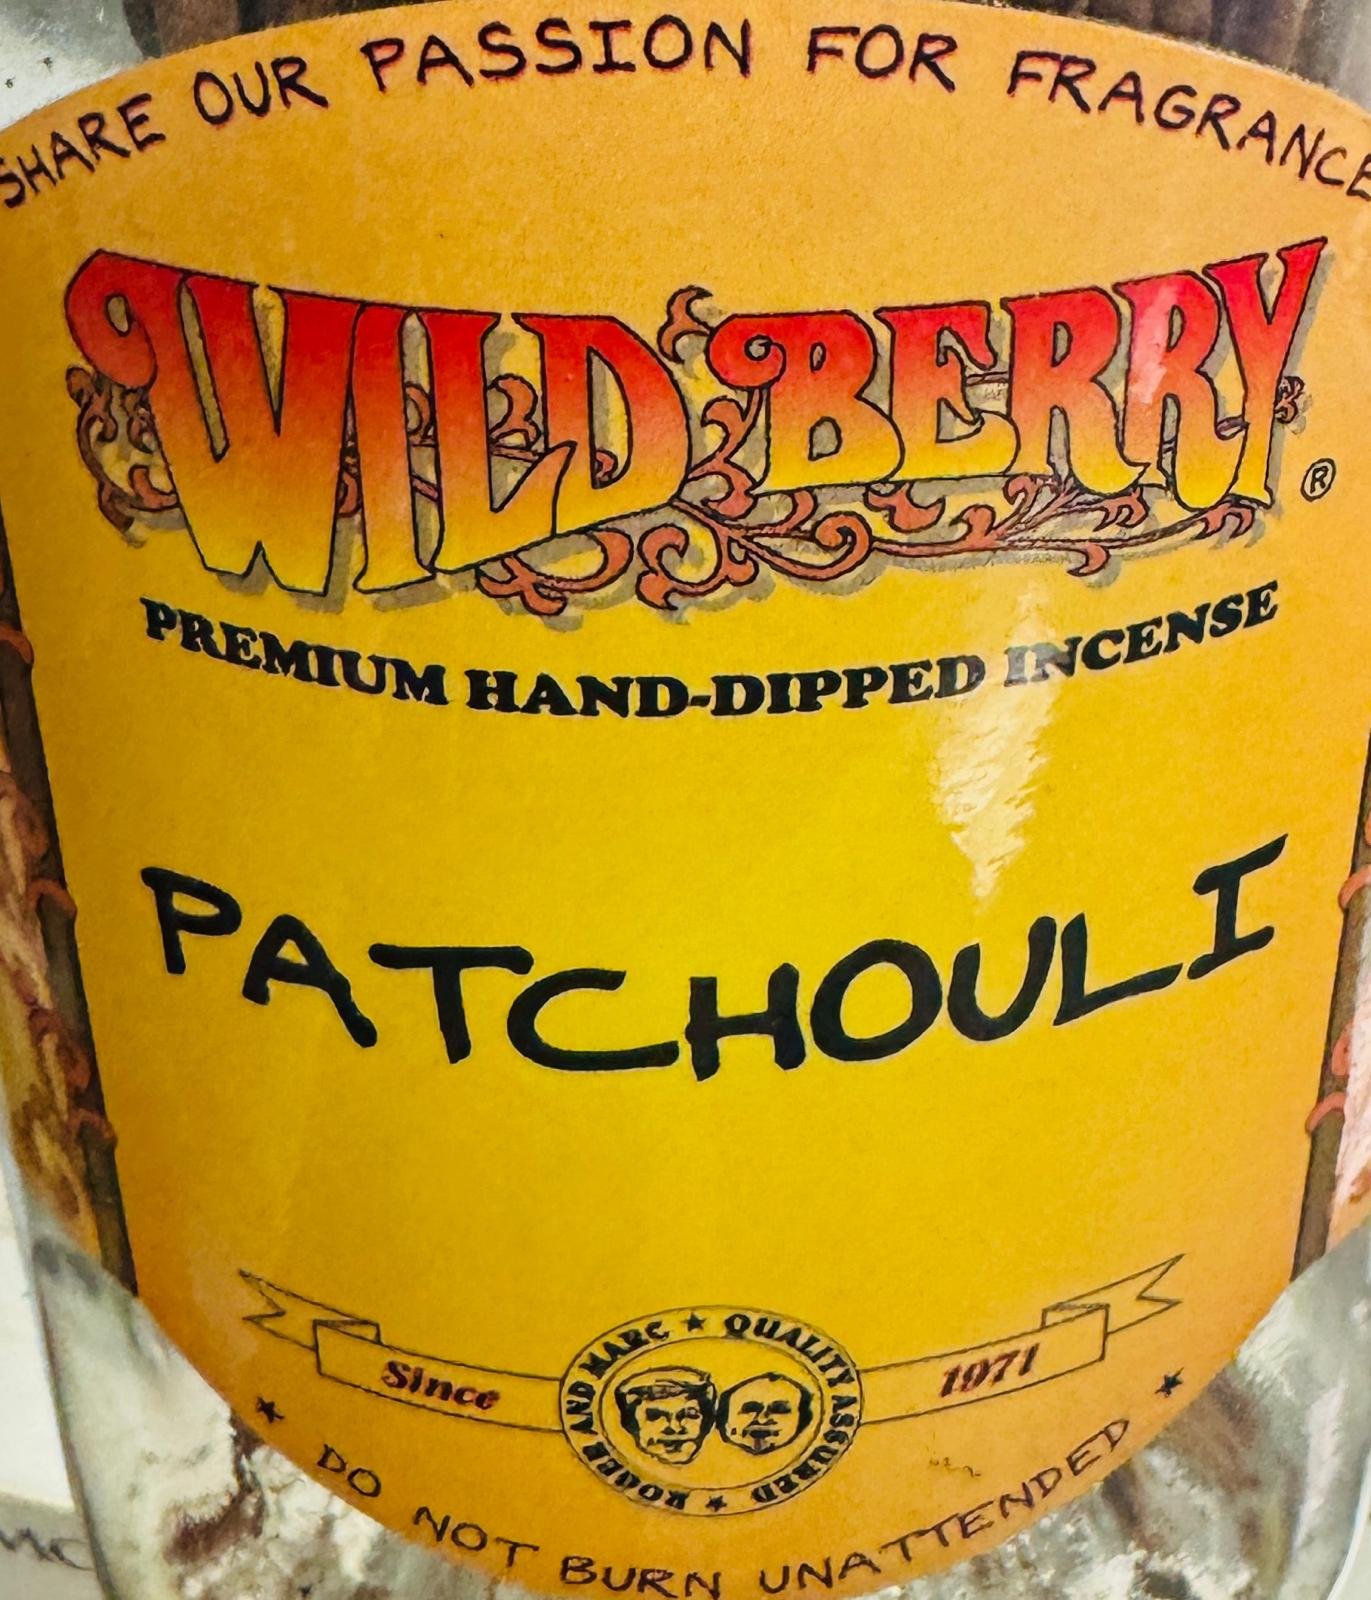 SHARE OUR PASSION FOR FRAGRANCE
WILD BERRY®
PREMIUM HAND-DIPPED INCENSE
PATCHOULI
Since 1971
ROGER AND MARC ★ QUALITY ASSURED ★
★ DO NOT BURN UNATTENDED ★